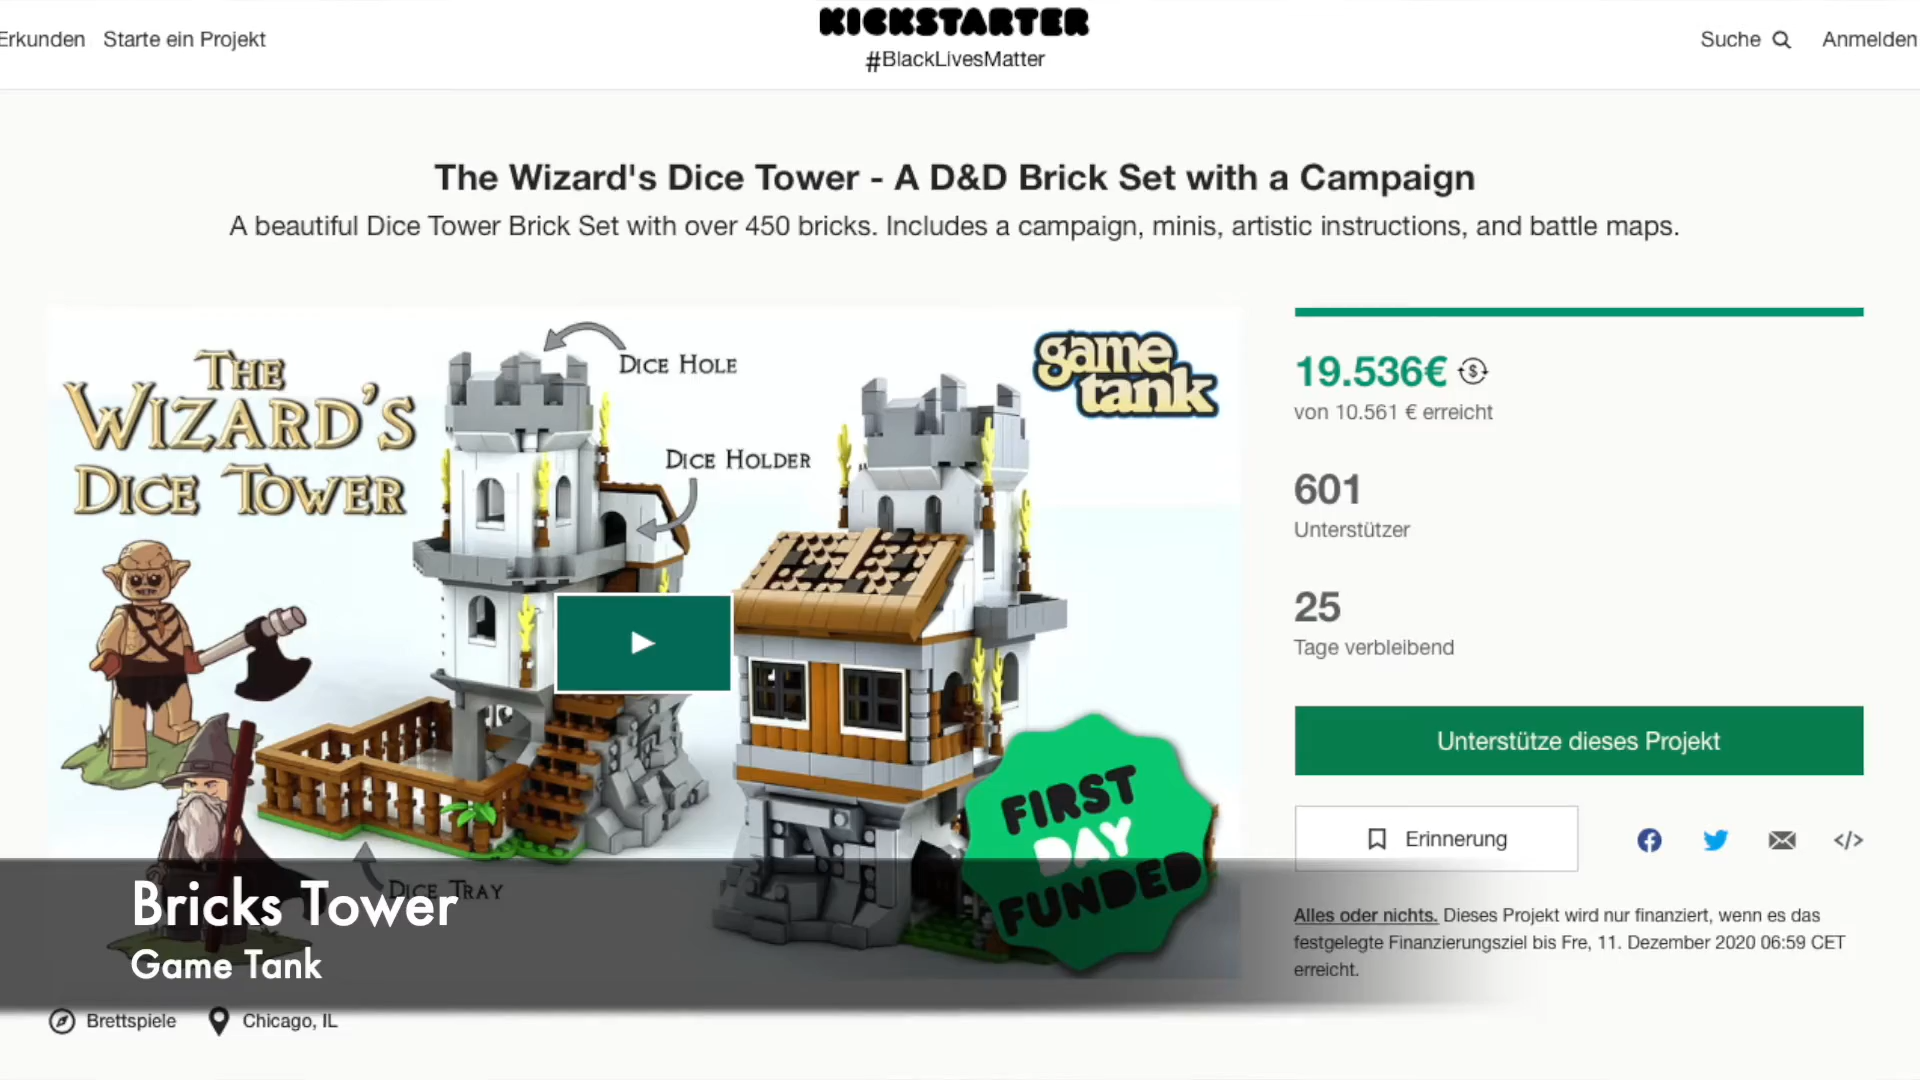 Erkunden Starte ein Projekt
KICKSTARTER
#BlackLivesMatter
Suche Anmelden
The Wizard's Dice Tower - A D&D Brick Set with a Campaign
A beautiful Dice Tower Brick Set with over 450 bricks. Includes a campaign, minis, artistic instructions, and battle maps.
THE
WIZARD'S
DICE TOWER
DICE HOLE
DICE HOLDER
game
tank
DICE TRAY
FIRST
DAY
FUNDED
19.536€
von 10.561 € erreicht
601
Unterstützer
25
Tage verbleibend
Unterstütze dieses Projekt
Erinnerung
Alles oder nichts. Dieses Projekt wird nur finanziert, wenn es das
festgelegte Finanzierungsziel bis Fre, 11. Dezember 2020 06:59 CET
erreicht.
Bricks Tower
Game Tank
Brettspiele Chicago, IL